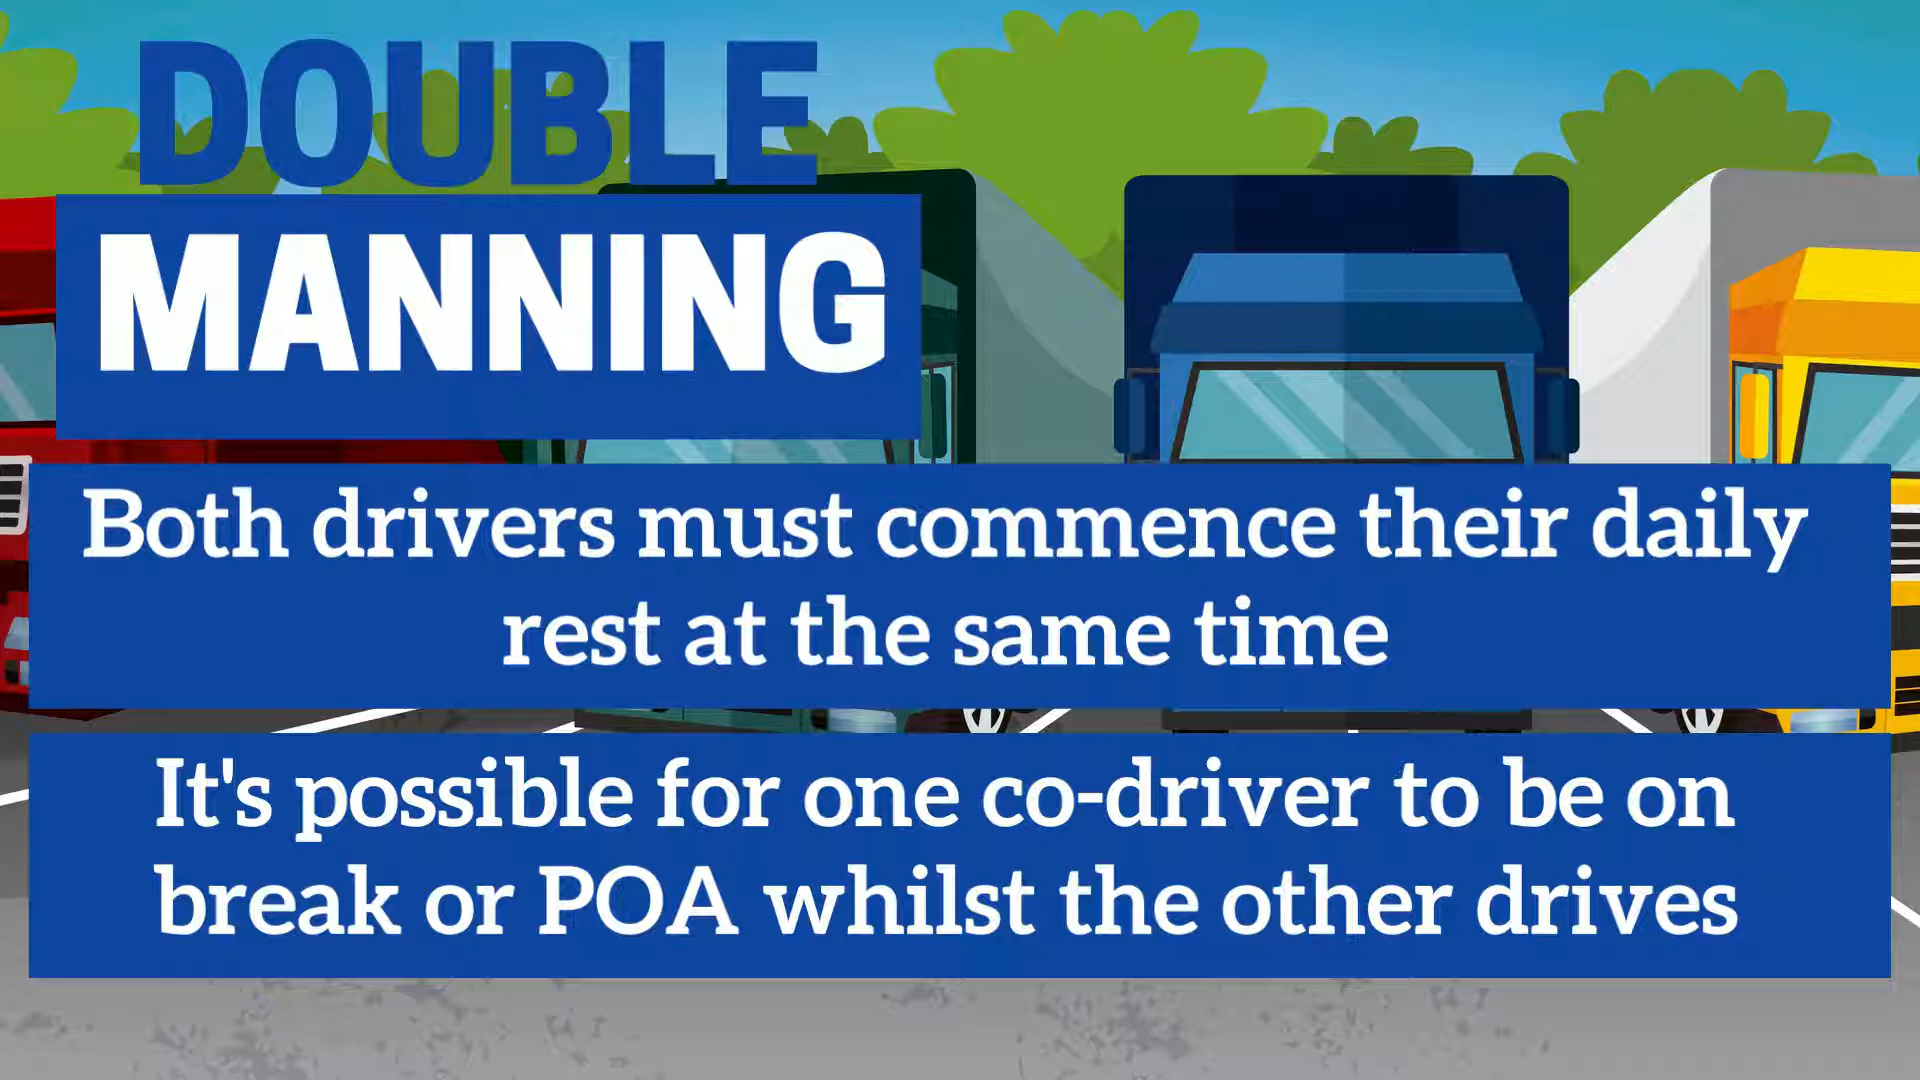 DOUBLE
MANNING
Both drivers must commence their daily
rest at the same time
It's possible for one co-driver to be on
break or POA whilst the other drives